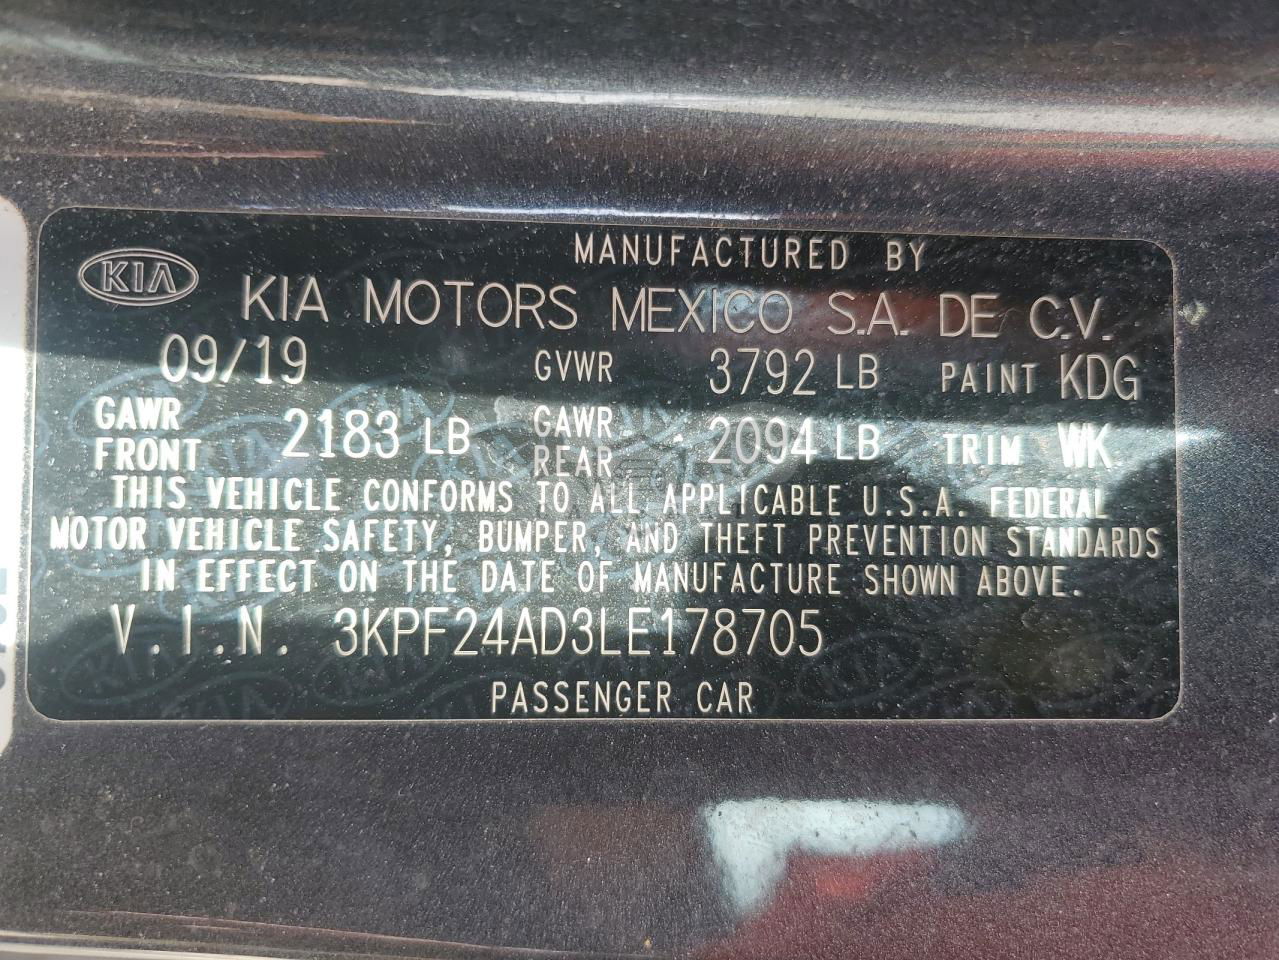 MANUFACTURED BY
KIA KIA MOTORS MEXICO S.A. DE C.V.
09/19 GVWR 3792 LB PAINT KDG
GAWR FRONT 2183 LB GAWR REAR 2094 LB TRIM WK
THIS VEHICLE CONFORMS TO ALL APPLICABLE U.S.A. FEDERAL
MOTOR VEHICLE SAFETY, BUMPER, AND THEFT PREVENTION STANDARDS
IN EFFECT ON THE DATE OF MANUFACTURE SHOWN ABOVE.
V.I.N. 3KPF24AD3LE178705
PASSENGER CAR